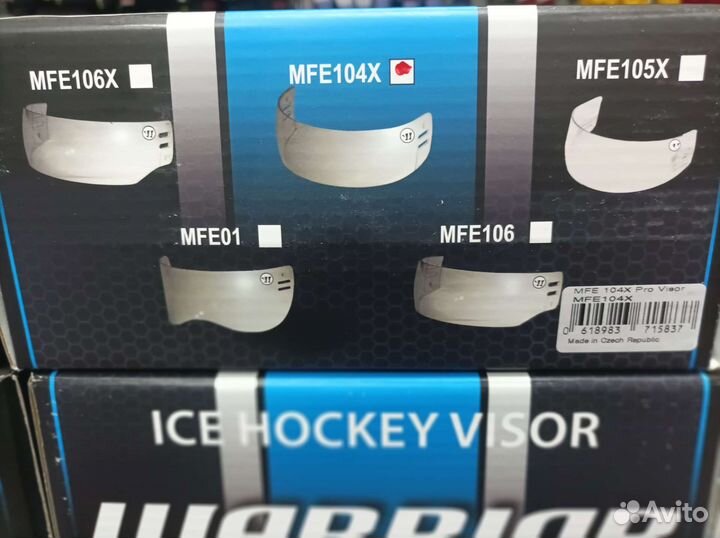 MFE106X
MFE104X
MFE105X
MFE01
MFE106
MFE 104X Pro Visor
MFE104X
0 618983 715837
Made in Czech Republic
ICE HOCKEY VISOR
WARRIOR
Avito